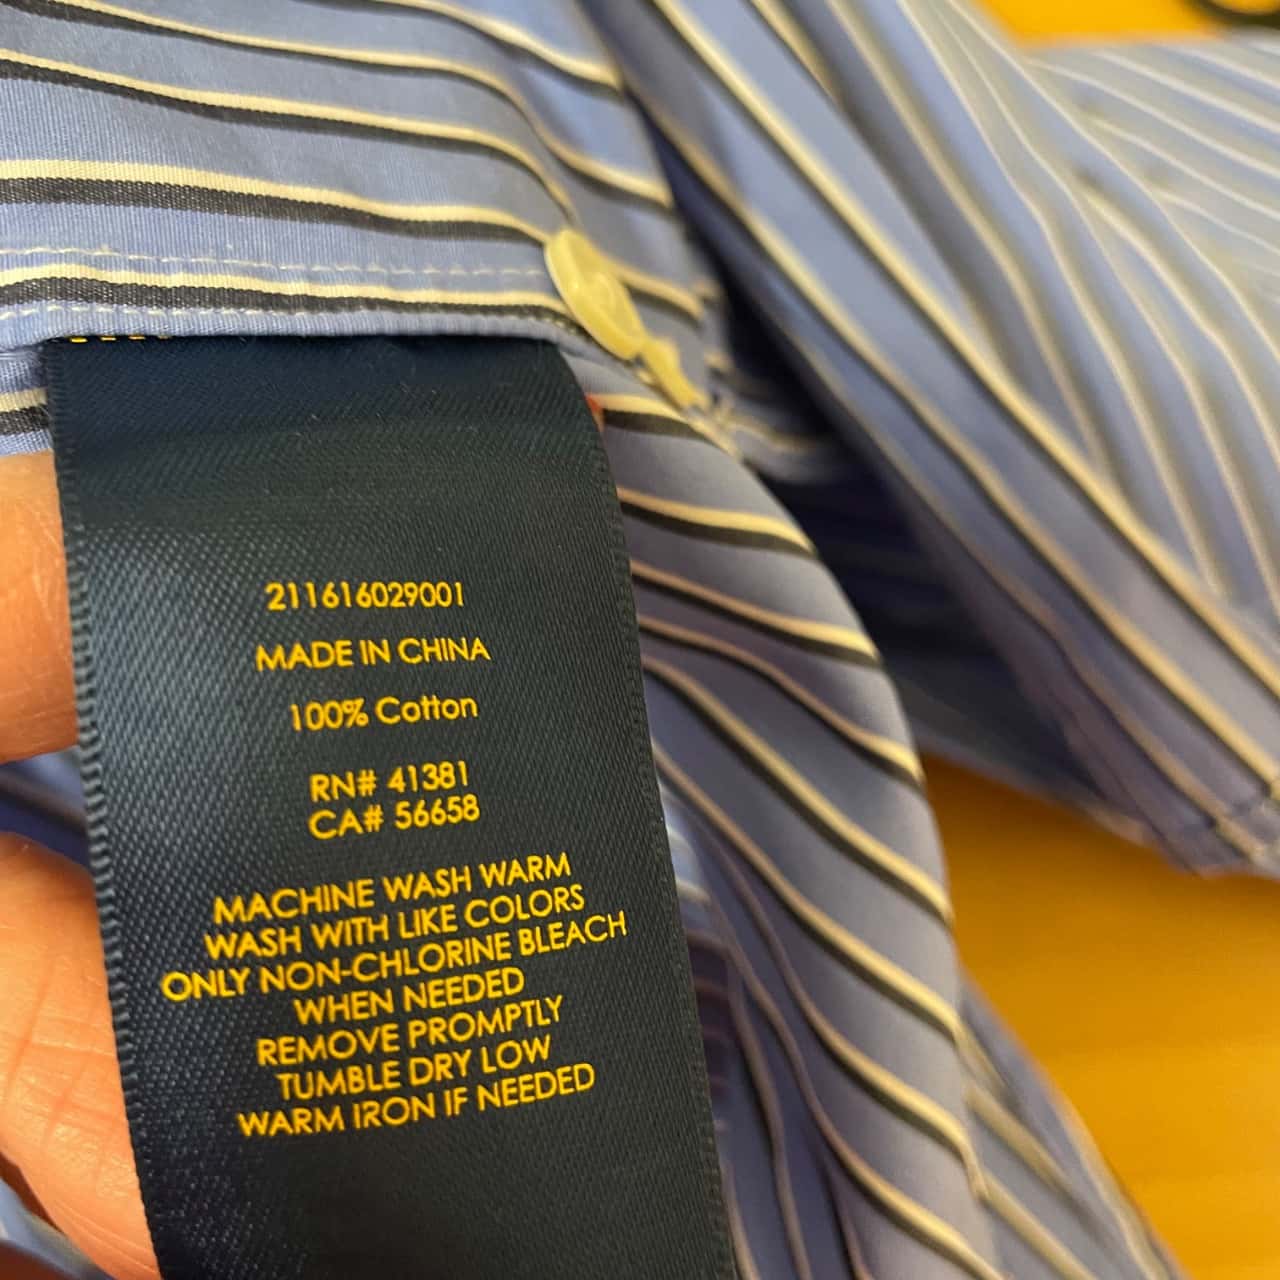 211616029001
MADE IN CHINA
100% Cotton
RN# 41381
CA# 56658
MACHINE WASH WARM
WASH WITH LIKE COLORS
ONLY NON-CHLORINE BLEACH
WHEN NEEDED
REMOVE PROMPTLY
TUMBLE DRY LOW
WARM IRON IF NEEDED